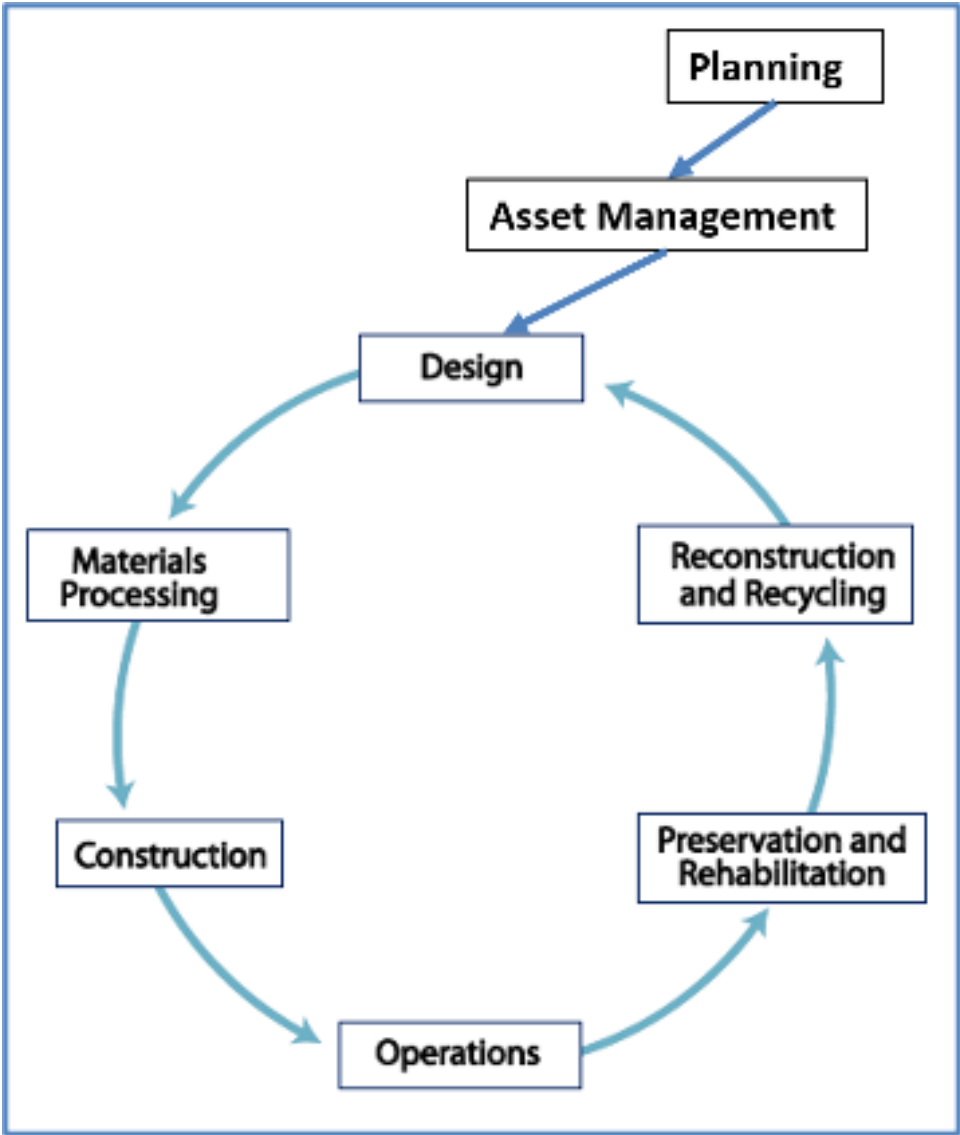 Planning
Asset Management
Design
Materials
Processing
Reconstruction
and Recycling
Construction
Preservation and
Rehabilitation
Operations